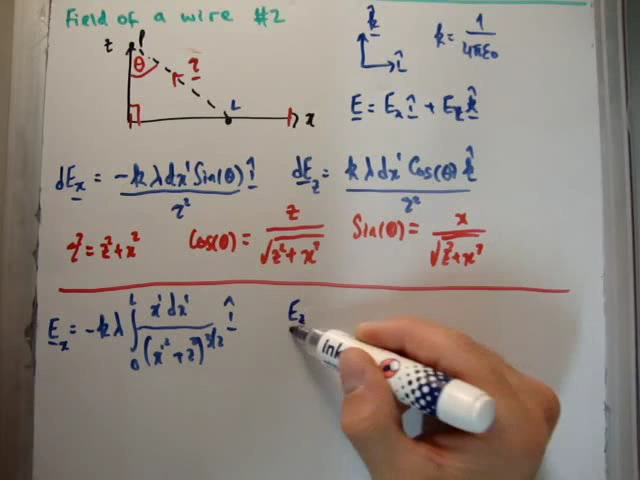 Field of a wire #2
z P θ r L x
k̂ î k = 1/4πε₀
E = Eₓ î + E_z k̂
dEₓ = -kλdx' Sin(θ) î / r² dE_z = kλdx' Cos(θ) k̂ / r²
r² = z² + x² Cos(θ) = z/√(z² + x²) Sin(θ) = x/√(z² + x²)
Eₓ = -kλ ∫₀ᴸ x' dx' / (x'² + z²)^(3/2) î E_z
Ink